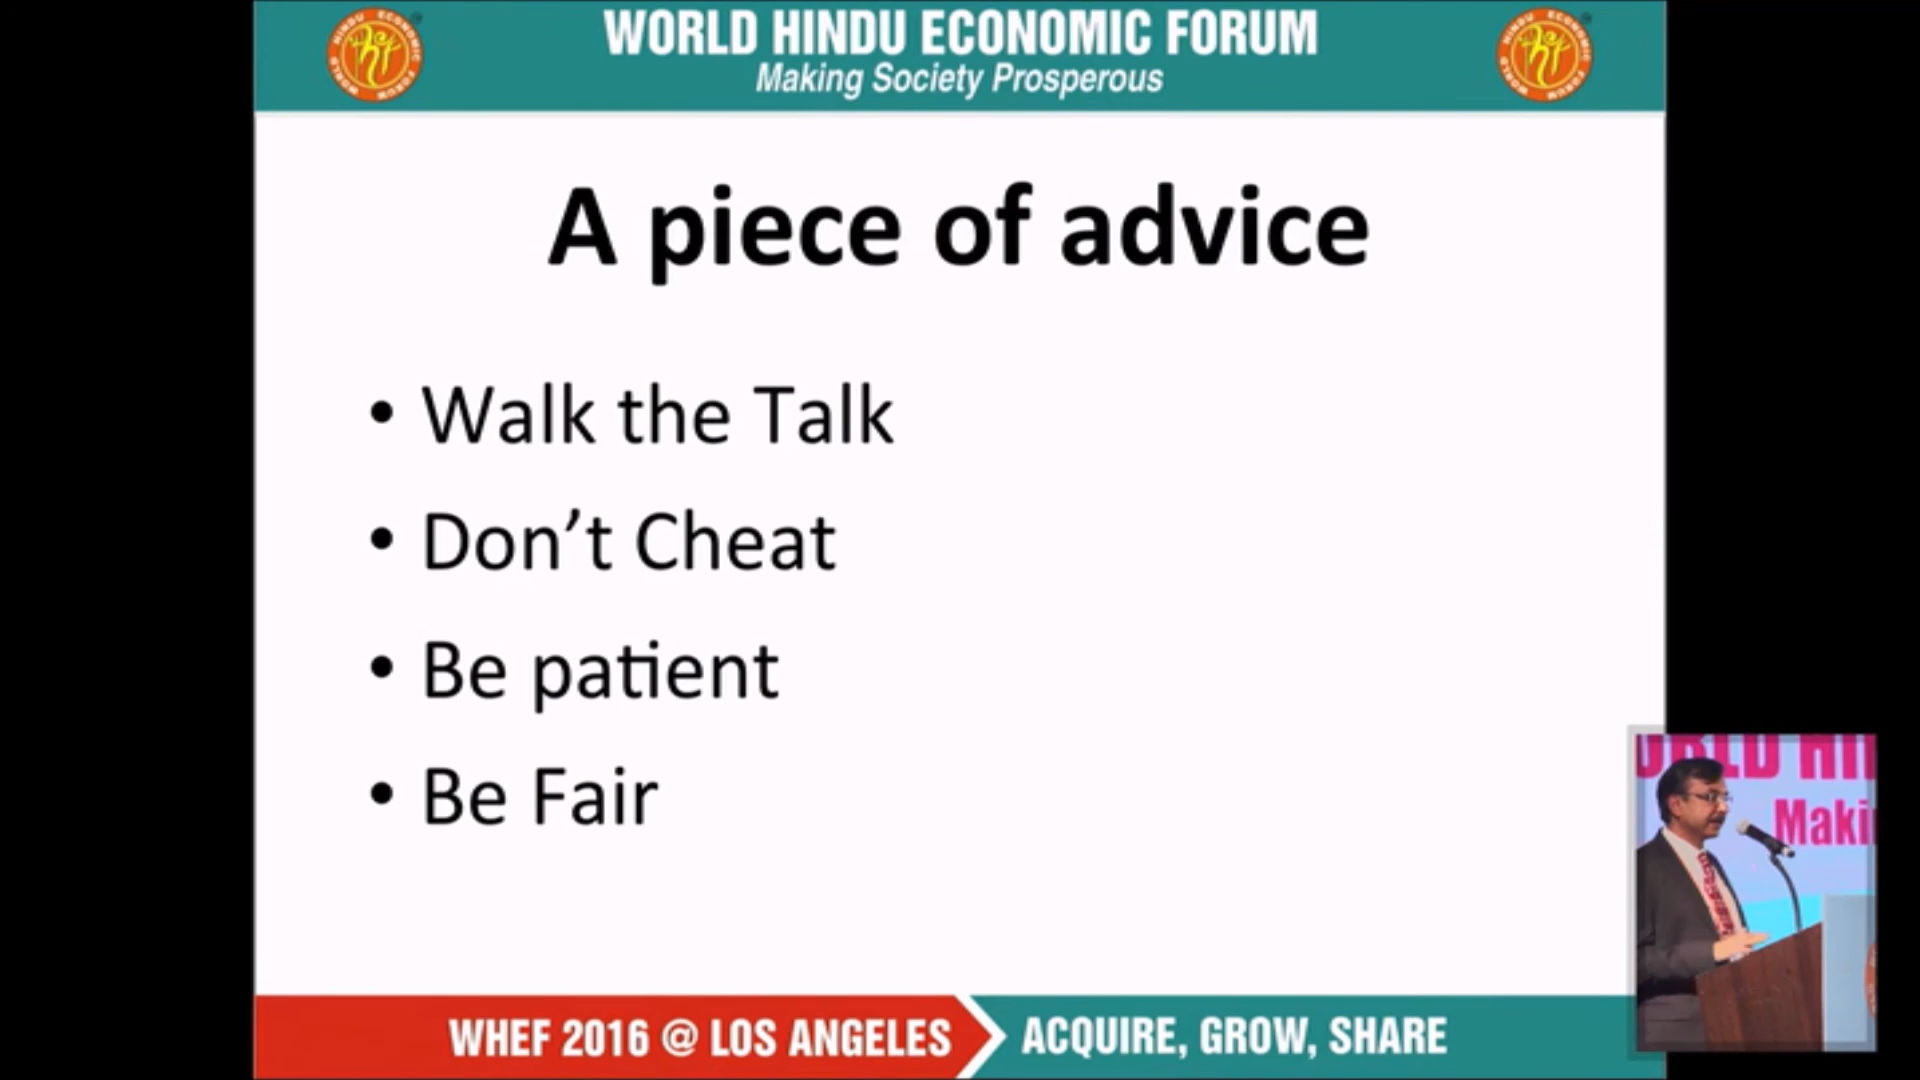 WORLD HINDU ECONOMIC FORUM
Making Society Prosperous
A piece of advice
• Walk the Talk
• Don’t Cheat
• Be patient
• Be Fair
Maki
WHEF 2016 @ LOS ANGELES
ACQUIRE, GROW, SHARE